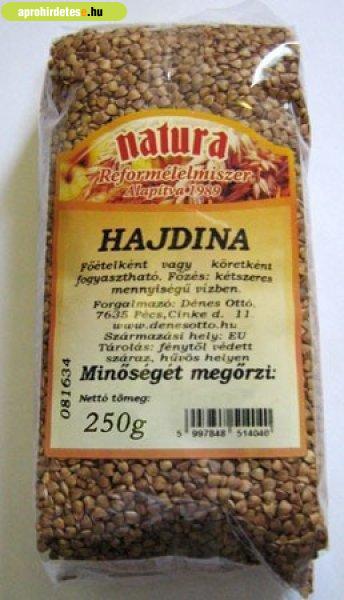 aprohirdetes.hu
natura
Reformélelmiszer
Alapítva 1989
HAJDINA
Főételként vagy köretként
fogyasztható. Főzés: kétszeres
mennyiségű vízben.
Forgalmazó: Dénes Ottó,
7635 Pécs,Cinke d. 11.
www.denesotto.hu
Származási hely: EU
Tárolás: fénytől védett
száraz, hűvös helyen
Minőségét megőrzi:
Nettó tömeg:
250g
081634
5 997848 514040